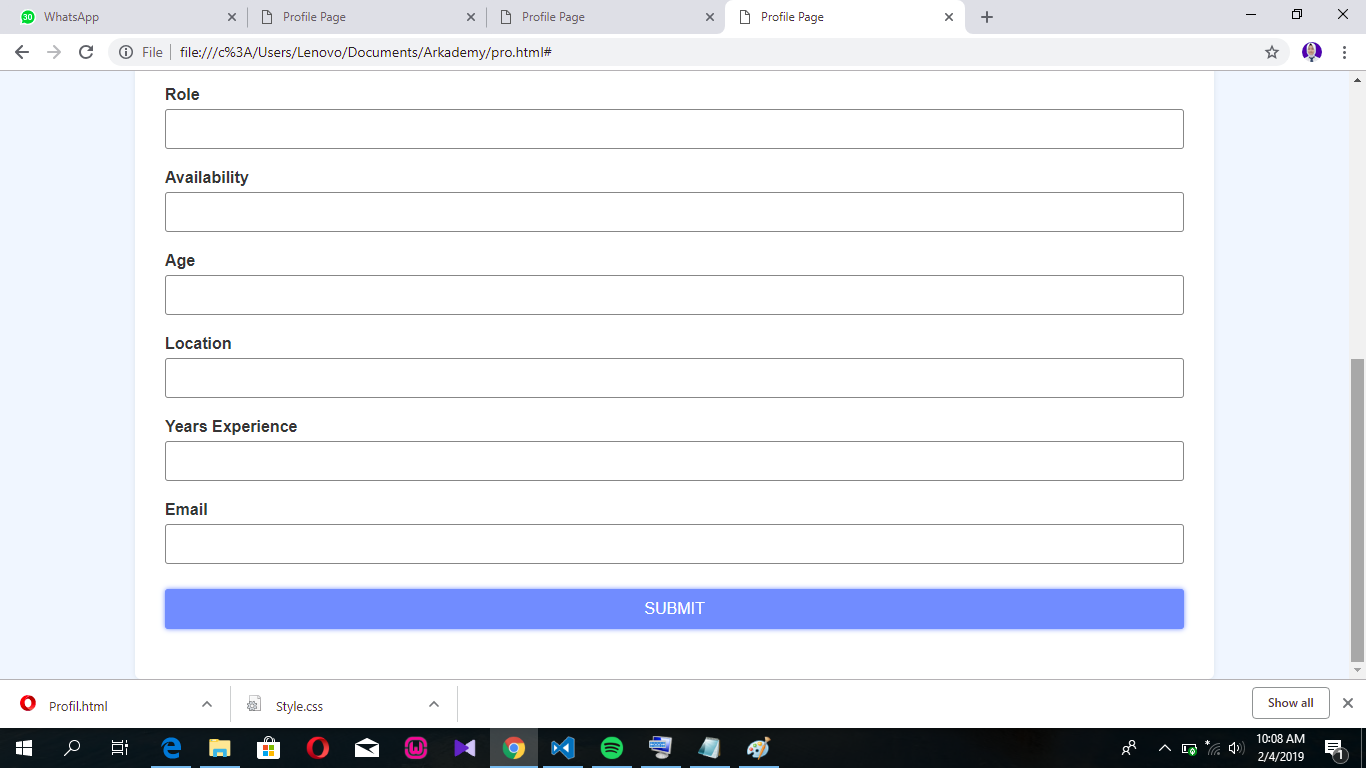 30 WhatsApp
Profile Page
Profile Page
Profile Page
File
file:///c%3A/Users/Lenovo/Documents/Arkademy/pro.html#
Role
Availability
Age
Location
Years Experience
Email
SUBMIT
Profil.html
Style.css
Show all
10:08 AM
2/4/2019
1